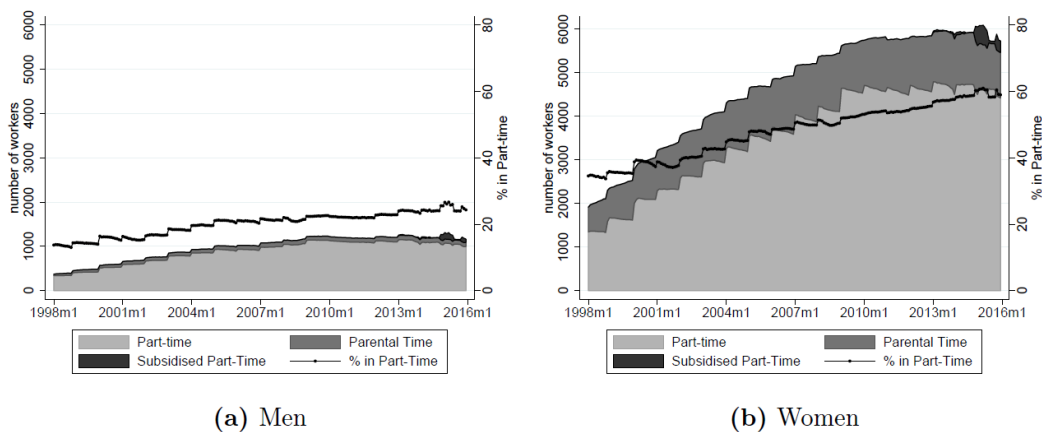 number of workers
6000
5000
4000
3000
2000
1000
0
80
60
40
20
0
% in Part-time
1998m1 2001m1 2004m1 2007m1 2010m1 2013m1 2016m1
Part-time Parental Time
Subsidised Part-Time % in Part-Time
(a) Men
number of workers
6000
5000
4000
3000
2000
1000
0
80
60
40
20
0
% in Part-time
1998m1 2001m1 2004m1 2007m1 2010m1 2013m1 2016m1
Part-time Parental Time
Subsidised Part-Time % in Part-Time
(b) Women